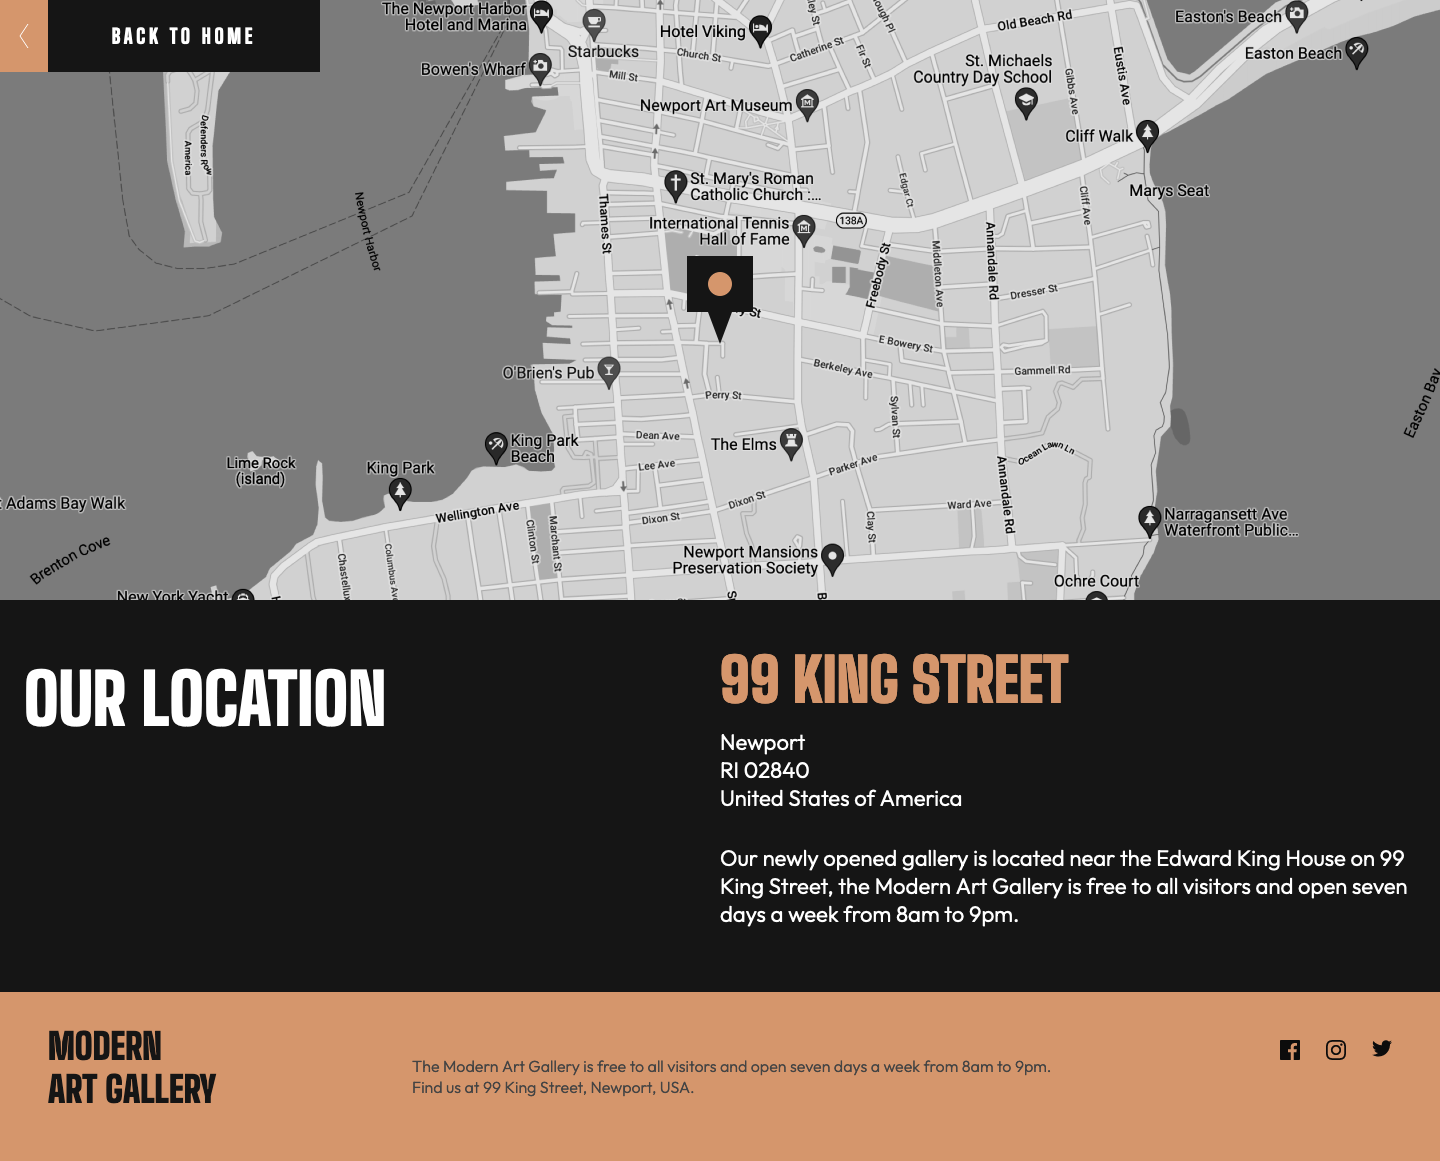 BACK TO HOME
The Newport Harbor
Hotel and Marina
Starbucks
Hotel Viking
Bowen's Wharf
Church St
Catherine St
Mill St
Fir St
Old Beach Rd
Easton's Beach
Easton Beach
St. Michaels
Country Day School
Gibbs Ave
Eustis Ave
Newport Art Museum
Cliff Walk
Defenders Row
America
Newport Harbor
St. Mary's Roman
Catholic Church :...
Edgar Ct
Cliff Ave
Marys Seat
Thames St
International Tennis
Hall of Fame
138A
Freebody St
Middleton Ave
Annandale Rd
Dresser St
E Bowery St
Berkeley Ave
Gammell Rd
O'Brien's Pub
Perry St
Sylvan St
Easton Bay
Dean Ave
The Elms
King Park
Beach
Lee Ave
Parker Ave
Ocean Lawn Ln
Lime Rock
(island)
King Park
Adams Bay Walk
Wellington Ave
Dixon St
Dixon St
Clay St
Ward Ave
Annandale Rd
Narragansett Ave
Waterfront Public...
Brenton Cove
Clinton St
Marchant St
Chastellux
Columbus Ave
Newport Mansions
Preservation Society
Ochre Court
New York Yacht
OUR LOCATION
99 KING STREET
Newport
RI 02840
United States of America
Our newly opened gallery is located near the Edward King House on 99
King Street, the Modern Art Gallery is free to all visitors and open seven
days a week from 8am to 9pm.
MODERN
ART GALLERY
The Modern Art Gallery is free to all visitors and open seven days a week from 8am to 9pm.
Find us at 99 King Street, Newport, USA.